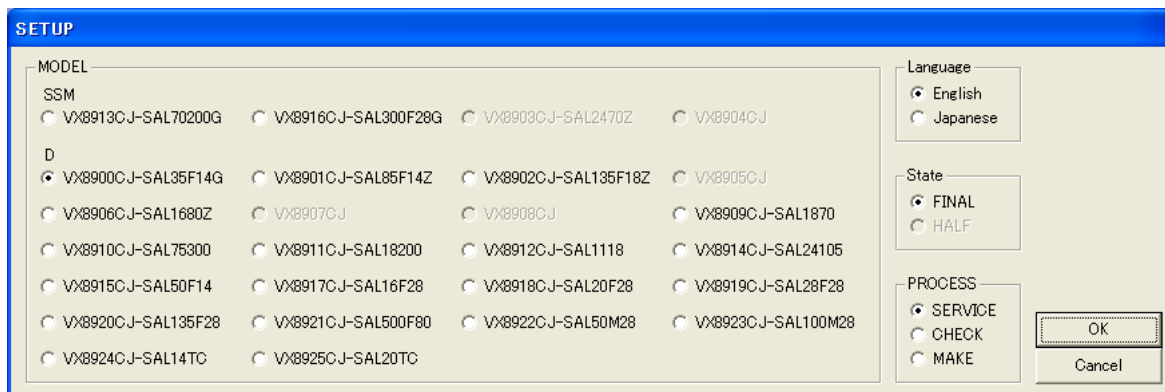 SETUP
MODEL
SSM
VX8913CJ-SAL70200G VX8916CJ-SAL300F28G VX8903CJ-SAL2470Z VX8904CJ
D
VX8900CJ-SAL35F14G VX8901CJ-SAL85F14Z VX8902CJ-SAL135F18Z VX8905CJ
VX8906CJ-SAL1680Z VX8907CJ VX8908CJ VX8909CJ-SAL1870
VX8910CJ-SAL75300 VX8911CJ-SAL18200 VX8912CJ-SAL1118 VX8914CJ-SAL24105
VX8915CJ-SAL50F14 VX8917CJ-SAL16F28 VX8918CJ-SAL20F28 VX8919CJ-SAL28F28
VX8920CJ-SAL135F28 VX8921CJ-SAL500F80 VX8922CJ-SAL50M28 VX8923CJ-SAL100M28
VX8924CJ-SAL14TC VX8925CJ-SAL20TC
Language
English
Japanese
State
FINAL
HALF
PROCESS
SERVICE
CHECK
MAKE
OK
Cancel